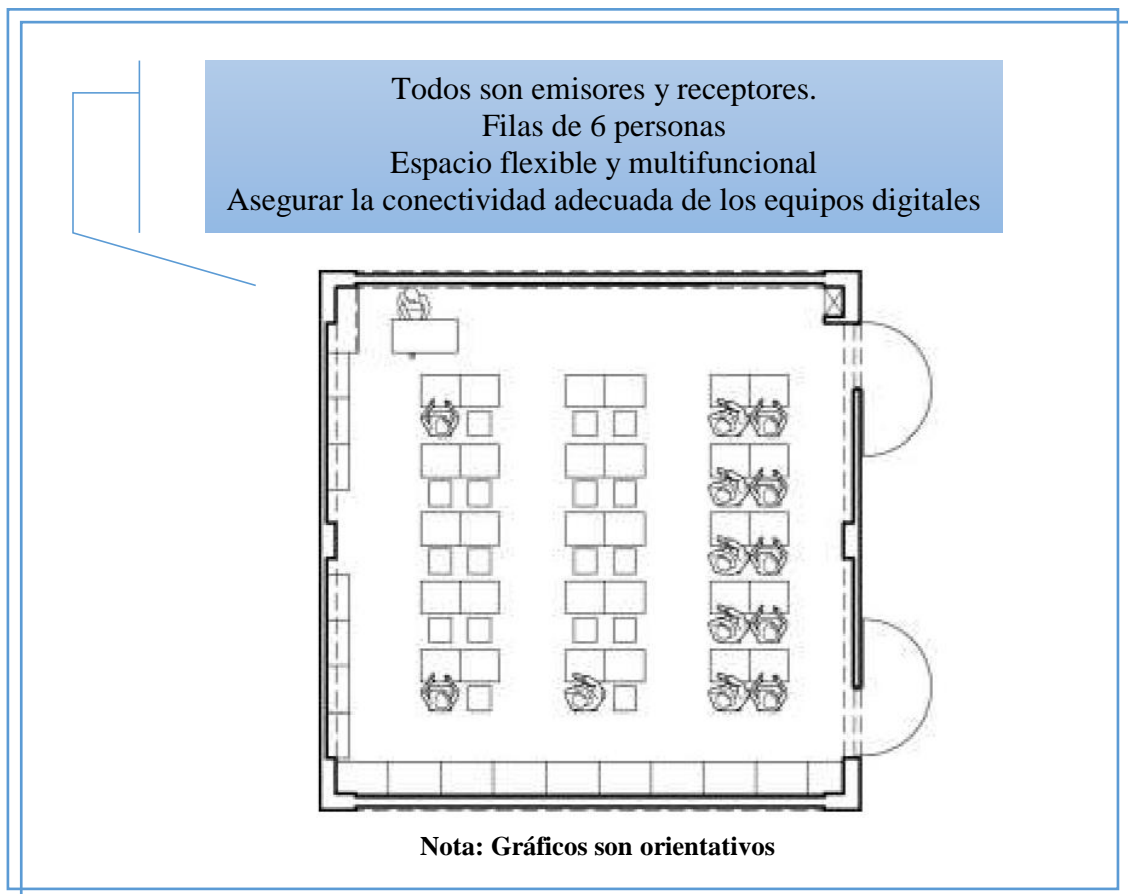 Todos son emisores y receptores.
Filas de 6 personas
Espacio flexible y multifuncional
Asegurar la conectividad adecuada de los equipos digitales
Nota: Gráficos son orientativos